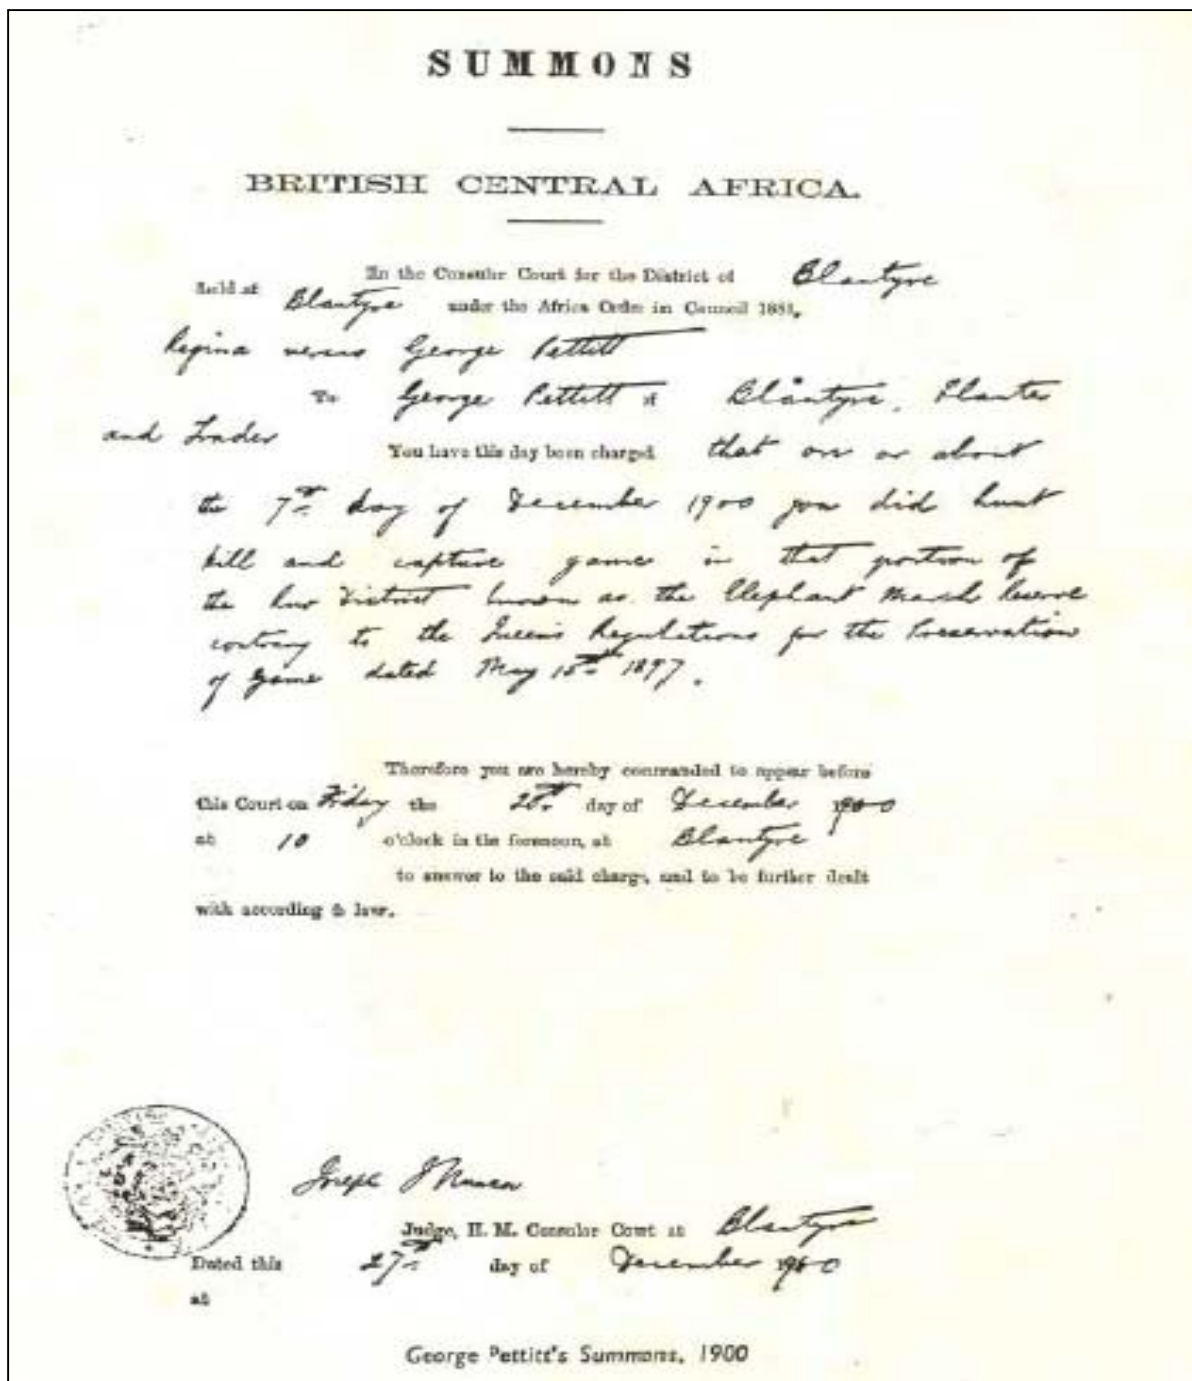 SUMMONS
BRITISH CENTRAL AFRICA.
In the Consular Court for the District of Blantyre
held at Blantyre under the Africa Order in Council 1889.
Regina versus George Pettitt
To George Pettitt of Blantyre, Planter
and Trader You have this day been charged that on or about
the 7th day of December 1900 you did hunt
kill and capture game in that portion of
the District known as the Elephant Marsh Reserve
contrary to the Queen's Regulations for the Preservation
of Game dated May 15th 1897.
Therefore you are hereby commanded to appear before
this Court on Friday the 28th day of December 1900
at 10 o'clock in the forenoon, at Blantyre
to answer to the said charge, and to be further dealt
with according to law.
Joseph
Judge, H. M. Consular Court at Blantyre
Dated this 27th day of December 1900
at
George Pettitt's Summons, 1900